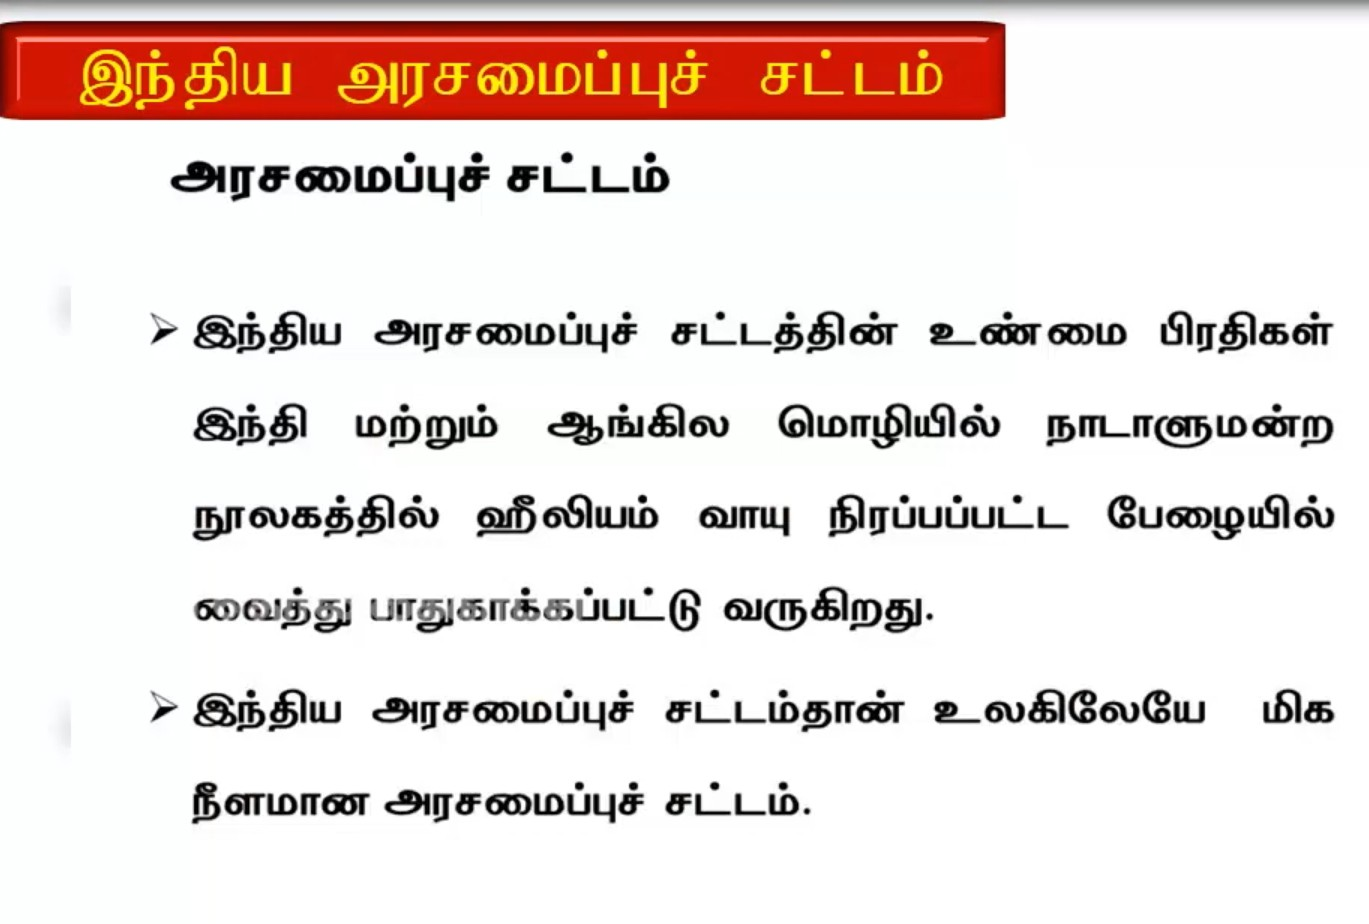 இந்திய அரசமைப்புச் சட்டம்
அரசமைப்புச் சட்டம்
➢ இந்திய அரசமைப்புச் சட்டத்தின் உண்மை பிரதிகள்
இந்தி மற்றும் ஆங்கில மொழியில் நாடாளுமன்ற
நூலகத்தில் ஹீலியம் வாயு நிரப்பப்பட்ட பேழையில்
வைத்து பாதுகாக்கப்பட்டு வருகிறது.
➢ இந்திய அரசமைப்புச் சட்டம்தான் உலகிலேயே மிக
நீளமான அரசமைப்புச் சட்டம்.